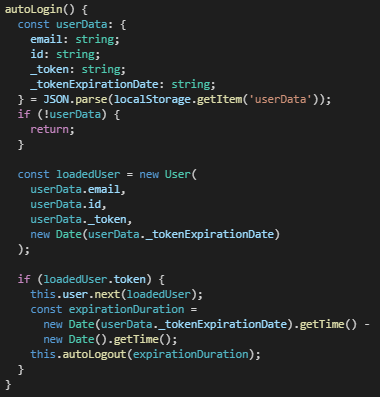 autoLogin() {
  const userData: {
    email: string;
    id: string;
    _token: string;
    _tokenExpirationDate: string;
  } = JSON.parse(localStorage.getItem('userData'));
  if (!userData) {
    return;
  }

  const loadedUser = new User(
    userData.email,
    userData.id,
    userData._token,
    new Date(userData._tokenExpirationDate)
  );

  if (loadedUser.token) {
    this.user.next(loadedUser);
    const expirationDuration =
      new Date(userData._tokenExpirationDate).getTime() -
      new Date().getTime();
    this.autoLogout(expirationDuration);
  }
}